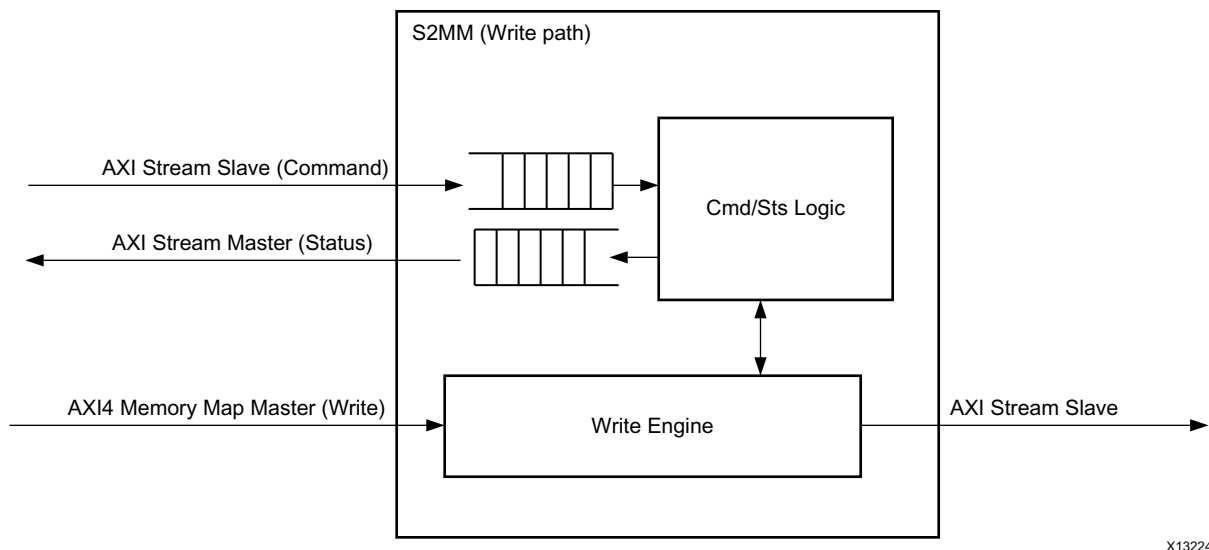 S2MM (Write path)
AXI Stream Slave (Command)
Cmd/Sts Logic
AXI Stream Master (Status)
AXI4 Memory Map Master (Write)
Write Engine
AXI Stream Slave
X13224